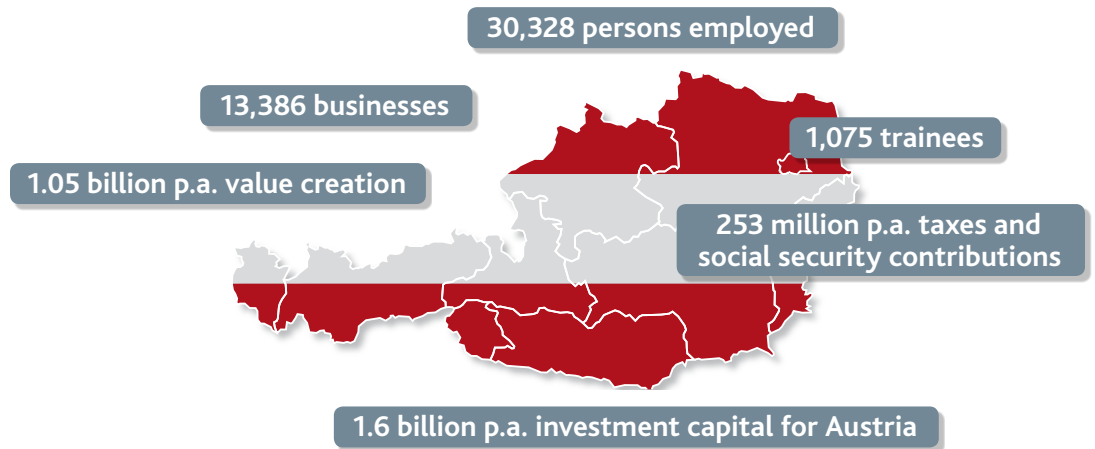 30,328 persons employed
13,386 businesses
1,075 trainees
1.05 billion p.a. value creation
253 million p.a. taxes and
social security contributions
1.6 billion p.a. investment capital for Austria